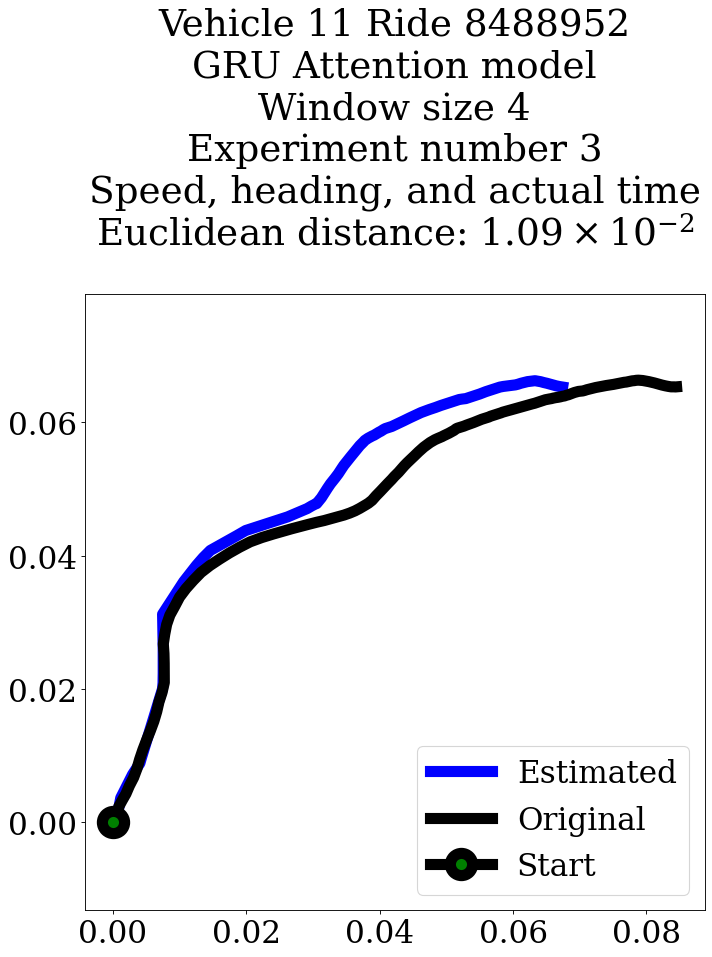 Vehicle 11 Ride 8488952
GRU Attention model
Window size 4
Experiment number 3
Speed, heading, and actual time
Euclidean distance: 1.09 × 10⁻²
0.06
0.04
0.02
0.00
Estimated
Original
Start
0.00 0.02 0.04 0.06 0.08